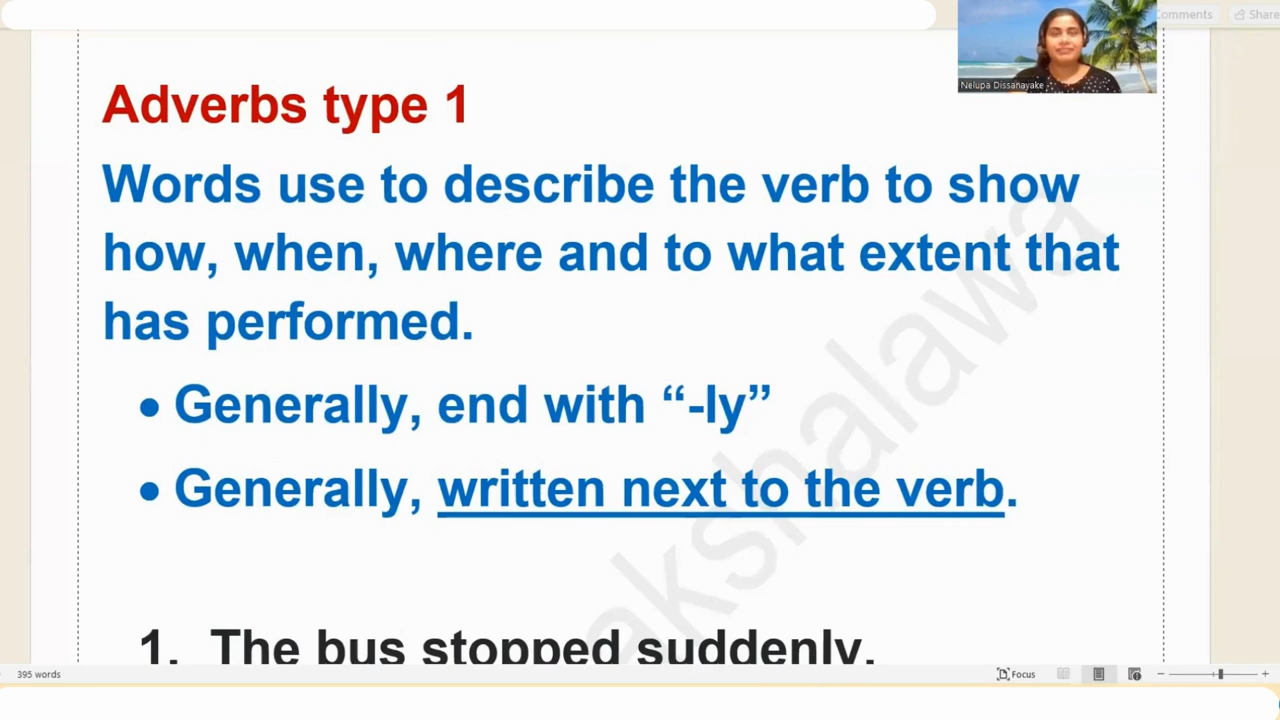 Comments
Share
Nelupa Dissanayake
Adverbs type 1
Words use to describe the verb to show
how, when, where and to what extent that
has performed.
• Generally, end with “-ly”
• Generally, written next to the verb.
1. The bus stopped suddenly.
395 words
Focus